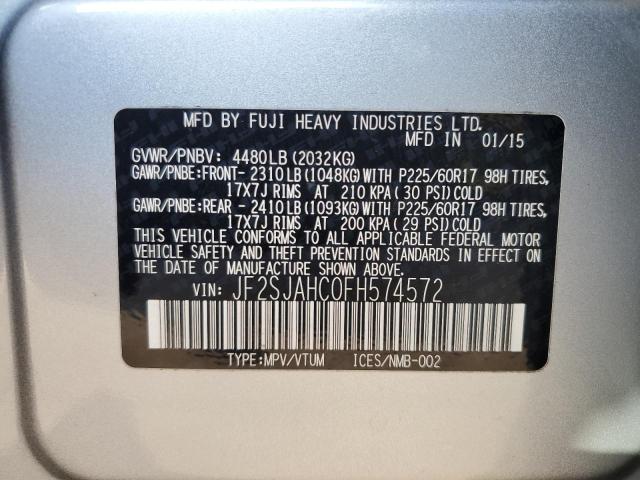 MFD BY FUJI HEAVY INDUSTRIES LTD.
MFD IN 01/15
GVWR/PNBV: 4480LB (2032KG)
GAWR/PNBE:FRONT- 2310LB (1048KG) WITH P225/60R17 98H TIRES,
17X7J RIMS AT 210 KPA ( 30 PSI) COLD
GAWR/PNBE:REAR - 2410LB (1093KG) WITH P225/60R17 98H TIRES,
17X7J RIMS AT 200 KPA ( 29 PSI) COLD
THIS VEHICLE CONFORMS TO ALL APPLICABLE FEDERAL MOTOR
VEHICLE SAFETY AND THEFT PREVENTION STANDARDS IN EFFECT ON
THE DATE OF MANUFACTURE SHOWN ABOVE.
VIN: JF2SJAHC0FH574572
TYPE:MPV/VTUM ICES/NMB-002